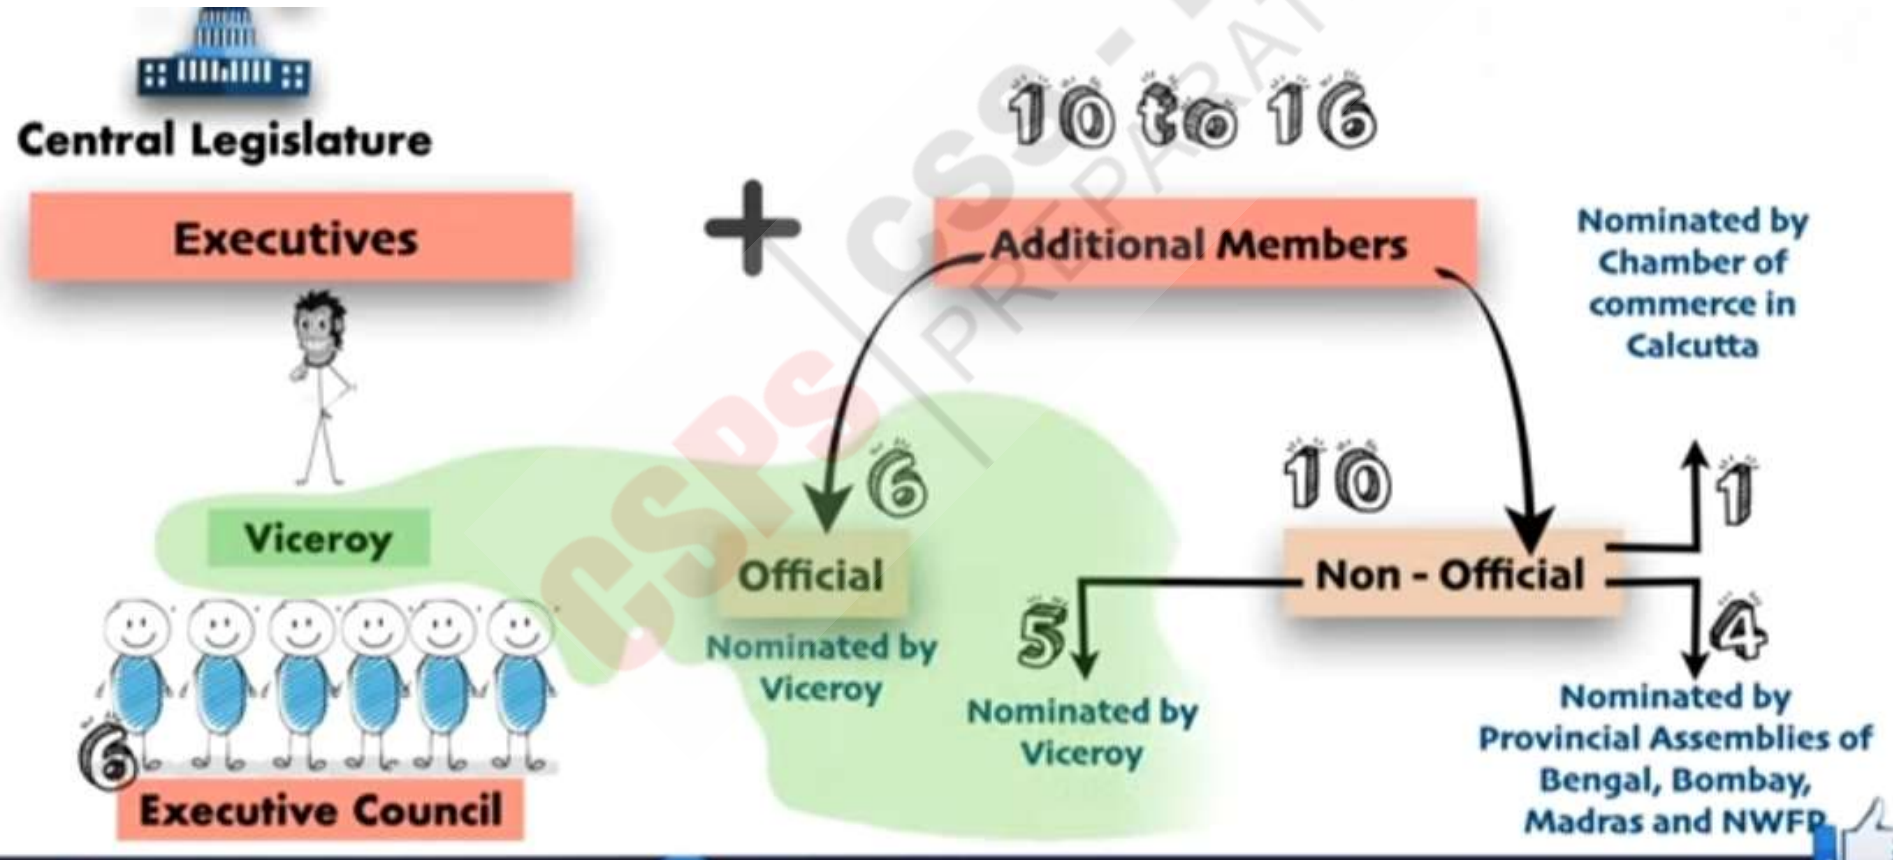 Central Legislature
Executives
Viceroy
6
Executive Council
+
10 to 16
Additional Members
6
Official
Nominated by
Viceroy
10
Non - Official
5
Nominated by
Viceroy
1
Nominated by
Chamber of
commerce in
Calcutta
4
Nominated by
Provincial Assemblies of
Bengal, Bombay,
Madras and NWFP
CSPs
CSS -